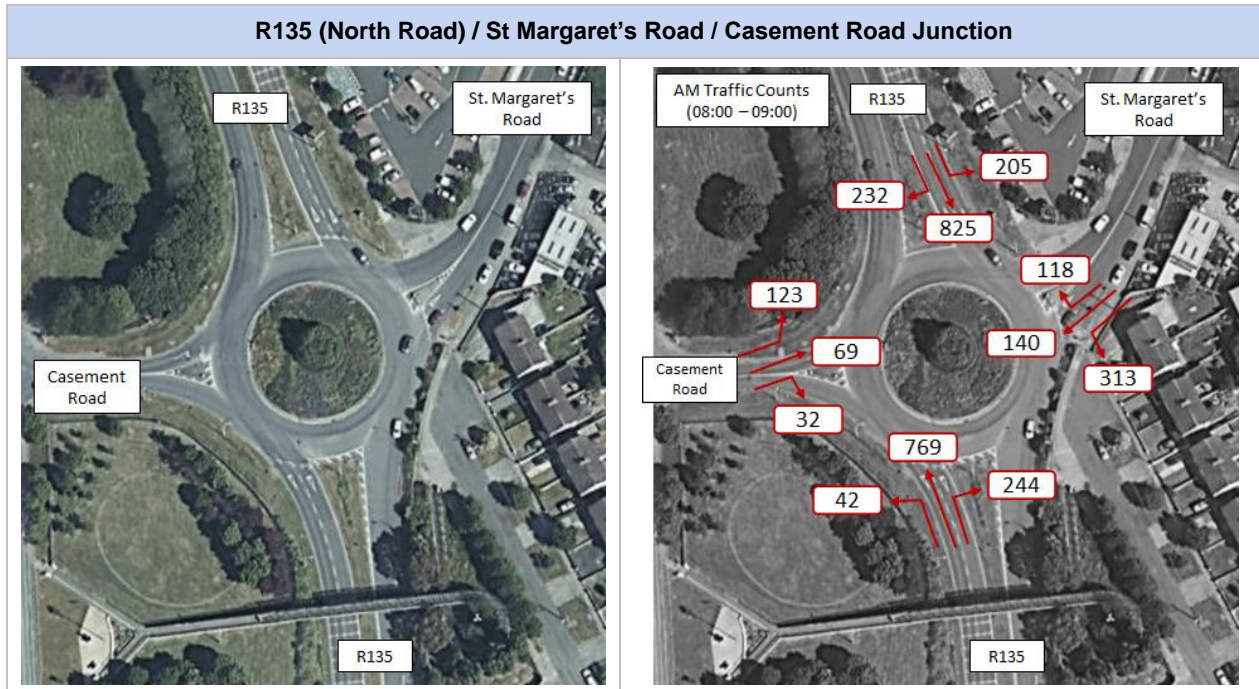 R135 (North Road) / St Margaret's Road / Casement Road Junction
R135
St. Margaret's
Road
Casement
Road
R135
AM Traffic Counts
(08:00 – 09:00)
R135
St. Margaret's
Road
205
232
825
118
123
140
69
Casement
Road
313
32
769
244
42
R135